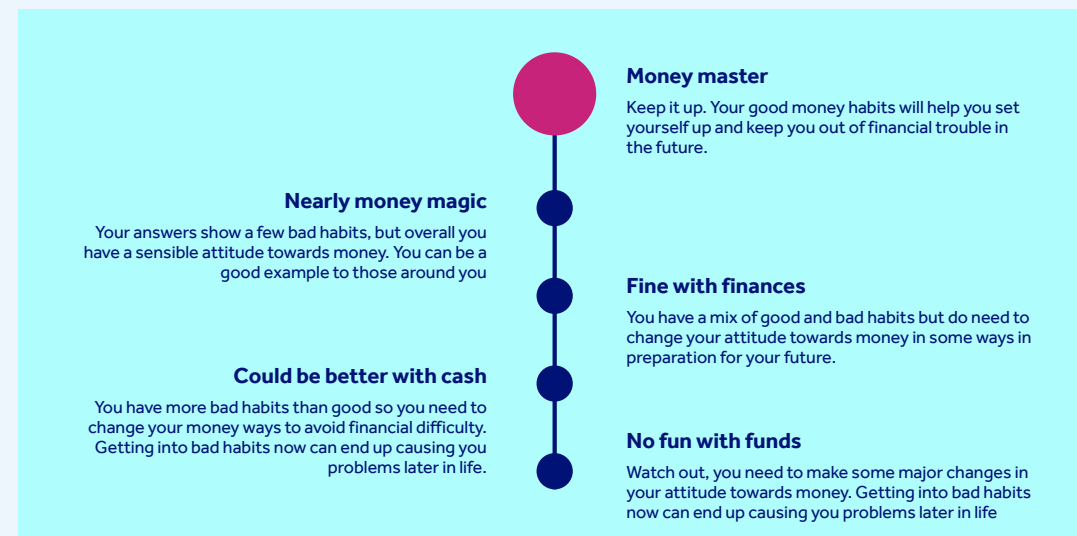 Money master
Keep it up. Your good money habits will help you set
yourself up and keep you out of financial trouble in
the future.
Nearly money magic
Your answers show a few bad habits, but overall you
have a sensible attitude towards money. You can be a
good example to those around you
Fine with finances
You have a mix of good and bad habits but do need to
change your attitude towards money in some ways in
preparation for your future.
Could be better with cash
You have more bad habits than good so you need to
change your money ways to avoid financial difficulty.
Getting into bad habits now can end up causing you
problems later in life.
No fun with funds
Watch out, you need to make some major changes in
your attitude towards money. Getting into bad habits
now can end up causing you problems later in life